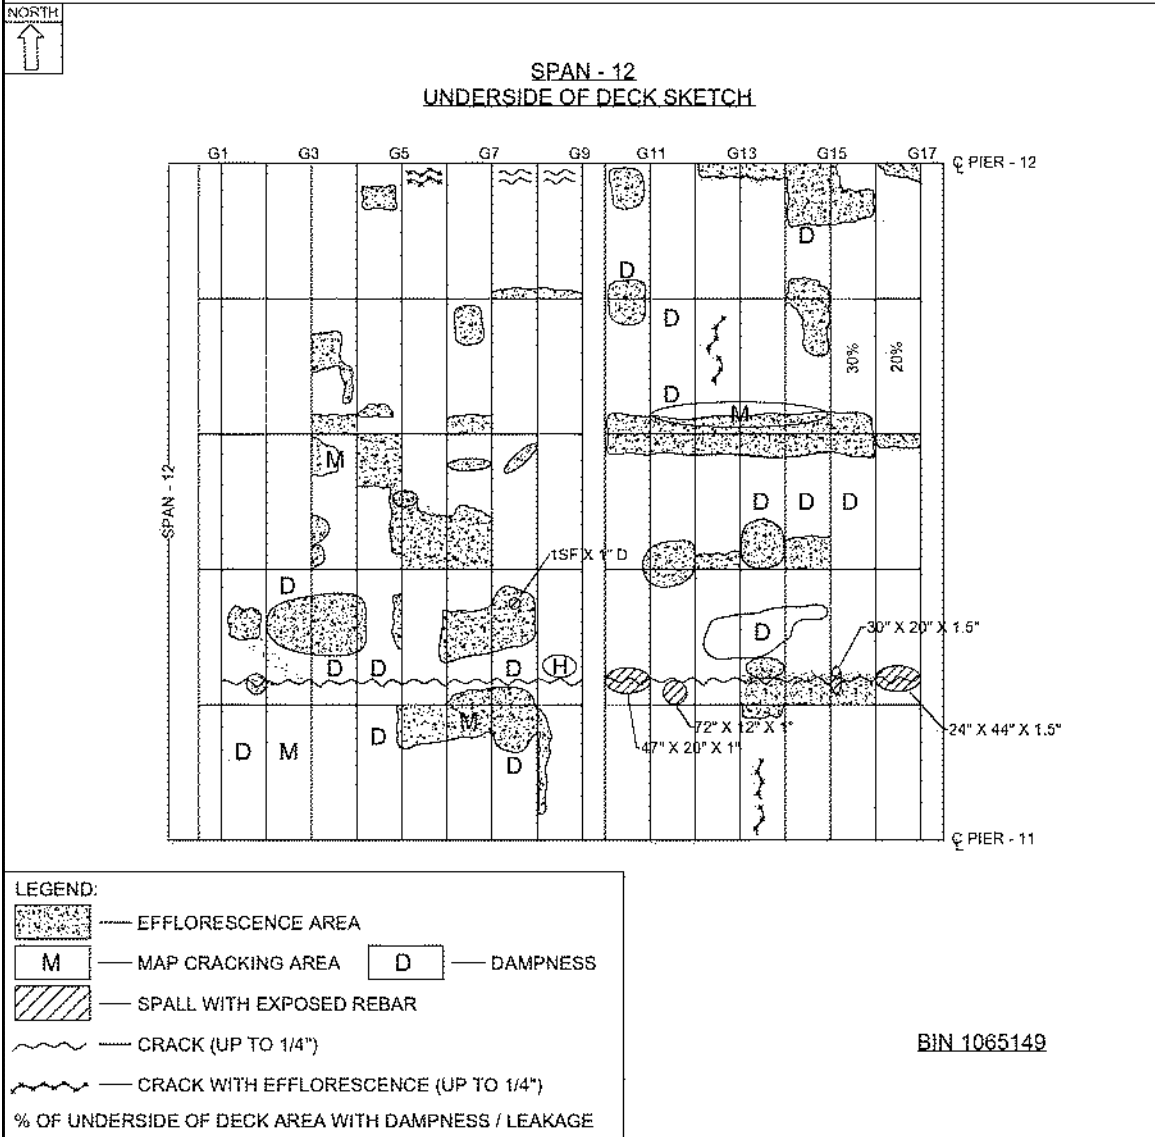 NORTH
SPAN - 12
UNDERSIDE OF DECK SKETCH
G1 G3 G5 G7 G9 G11 G13 G15 G17
℄ PIER - 12
D
D
D
30% 20%
D
M
M
SPAN - 12
D D D
1SF X 1" D
D
D
30" X 20" X 1.5"
D D D H
M
72" X 12" X 1"
24" X 44" X 1.5"
D
47" X 20" X 1"
D M
D
℄ PIER - 11
LEGEND:
EFFLORESCENCE AREA
M MAP CRACKING AREA D DAMPNESS
SPALL WITH EXPOSED REBAR
CRACK (UP TO 1/4")
CRACK WITH EFFLORESCENCE (UP TO 1/4")
% OF UNDERSIDE OF DECK AREA WITH DAMPNESS / LEAKAGE
BIN 1065149